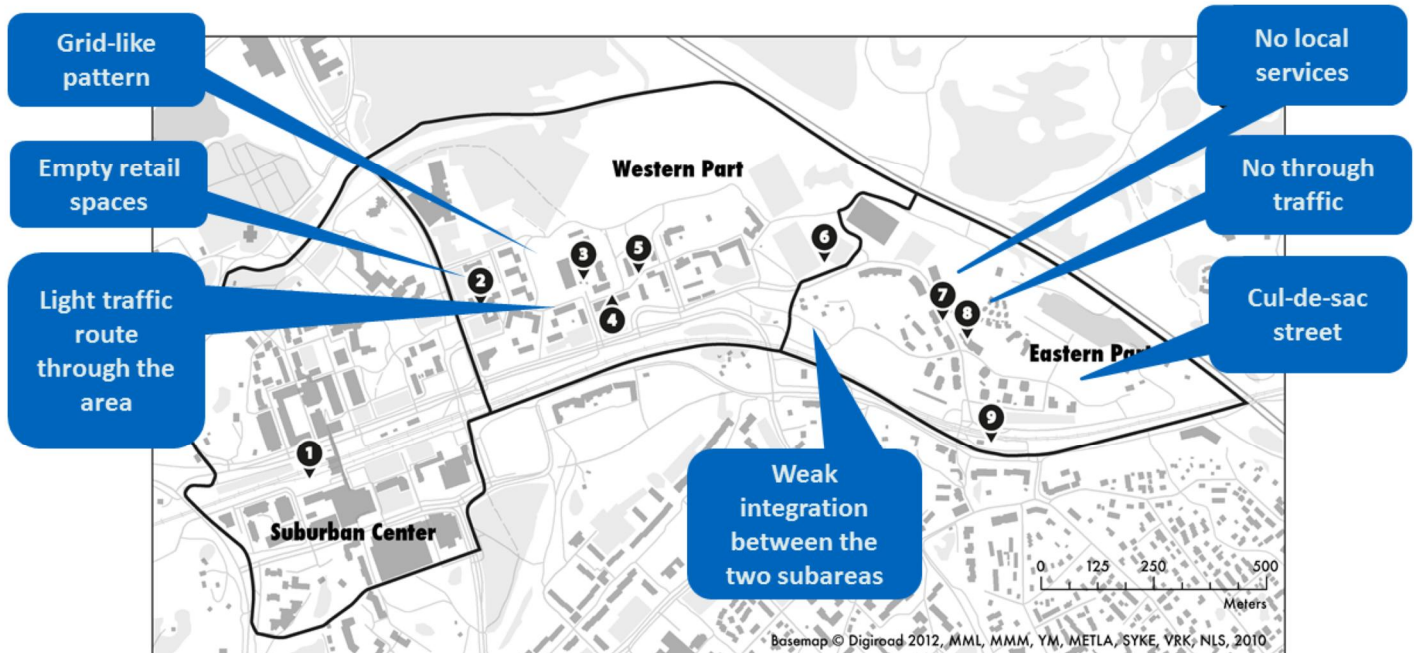 Grid-like
pattern
No local
services
Empty retail
spaces
Western Part
No through
traffic
Light traffic
route
through the
area
Cul-de-sac
street
2
3
5
4
6
7
8
Eastern Part
1
9
Suburban Center
Weak
integration
between the
two subareas
0 125 250 500
Meters
Basemap © Digiroad 2012, MML, MMM, YM, METLA, SYKE, VRK, NLS, 2010